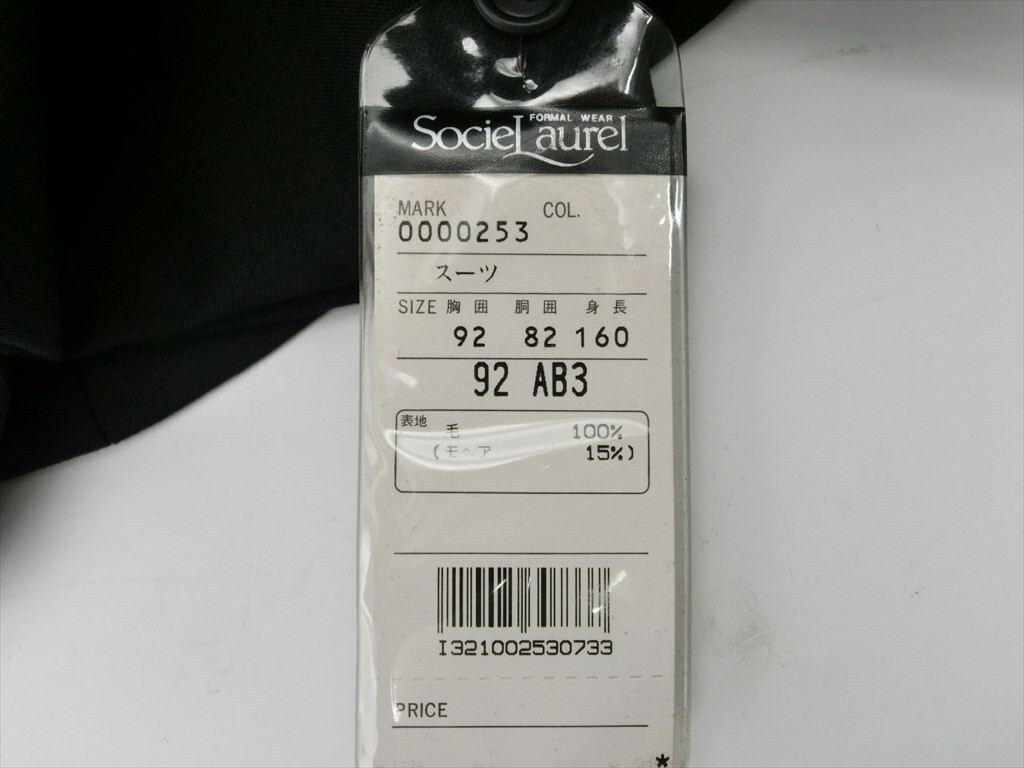 FORMAL WEAR
SocieLaurel
MARK COL.
0000253
スーツ
SIZE 胸囲 胴囲 身長
92 82 160
92 AB3
表地 毛 100%
(モヘア 15%)
I321002530733
PRICE
*